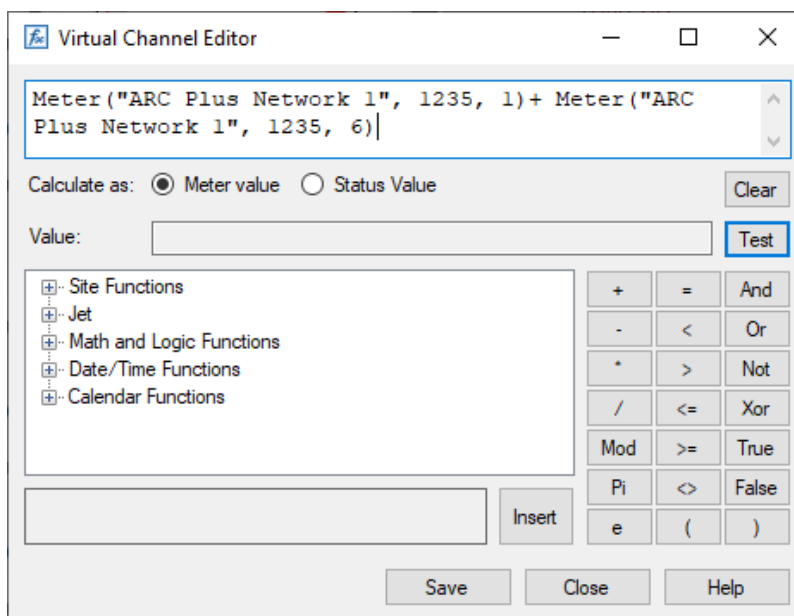 Virtual Channel Editor
Meter("ARC Plus Network 1", 1235, 1)+ Meter("ARC
Plus Network 1", 1235, 6)
Calculate as: Meter value Status Value Clear
Value: Test
Site Functions
Jet
Math and Logic Functions
Date/Time Functions
Calendar Functions
+ = And
- < Or
* > Not
/ <= Xor
Mod >= True
Pi <> False
e ( )
Insert
Save Close Help